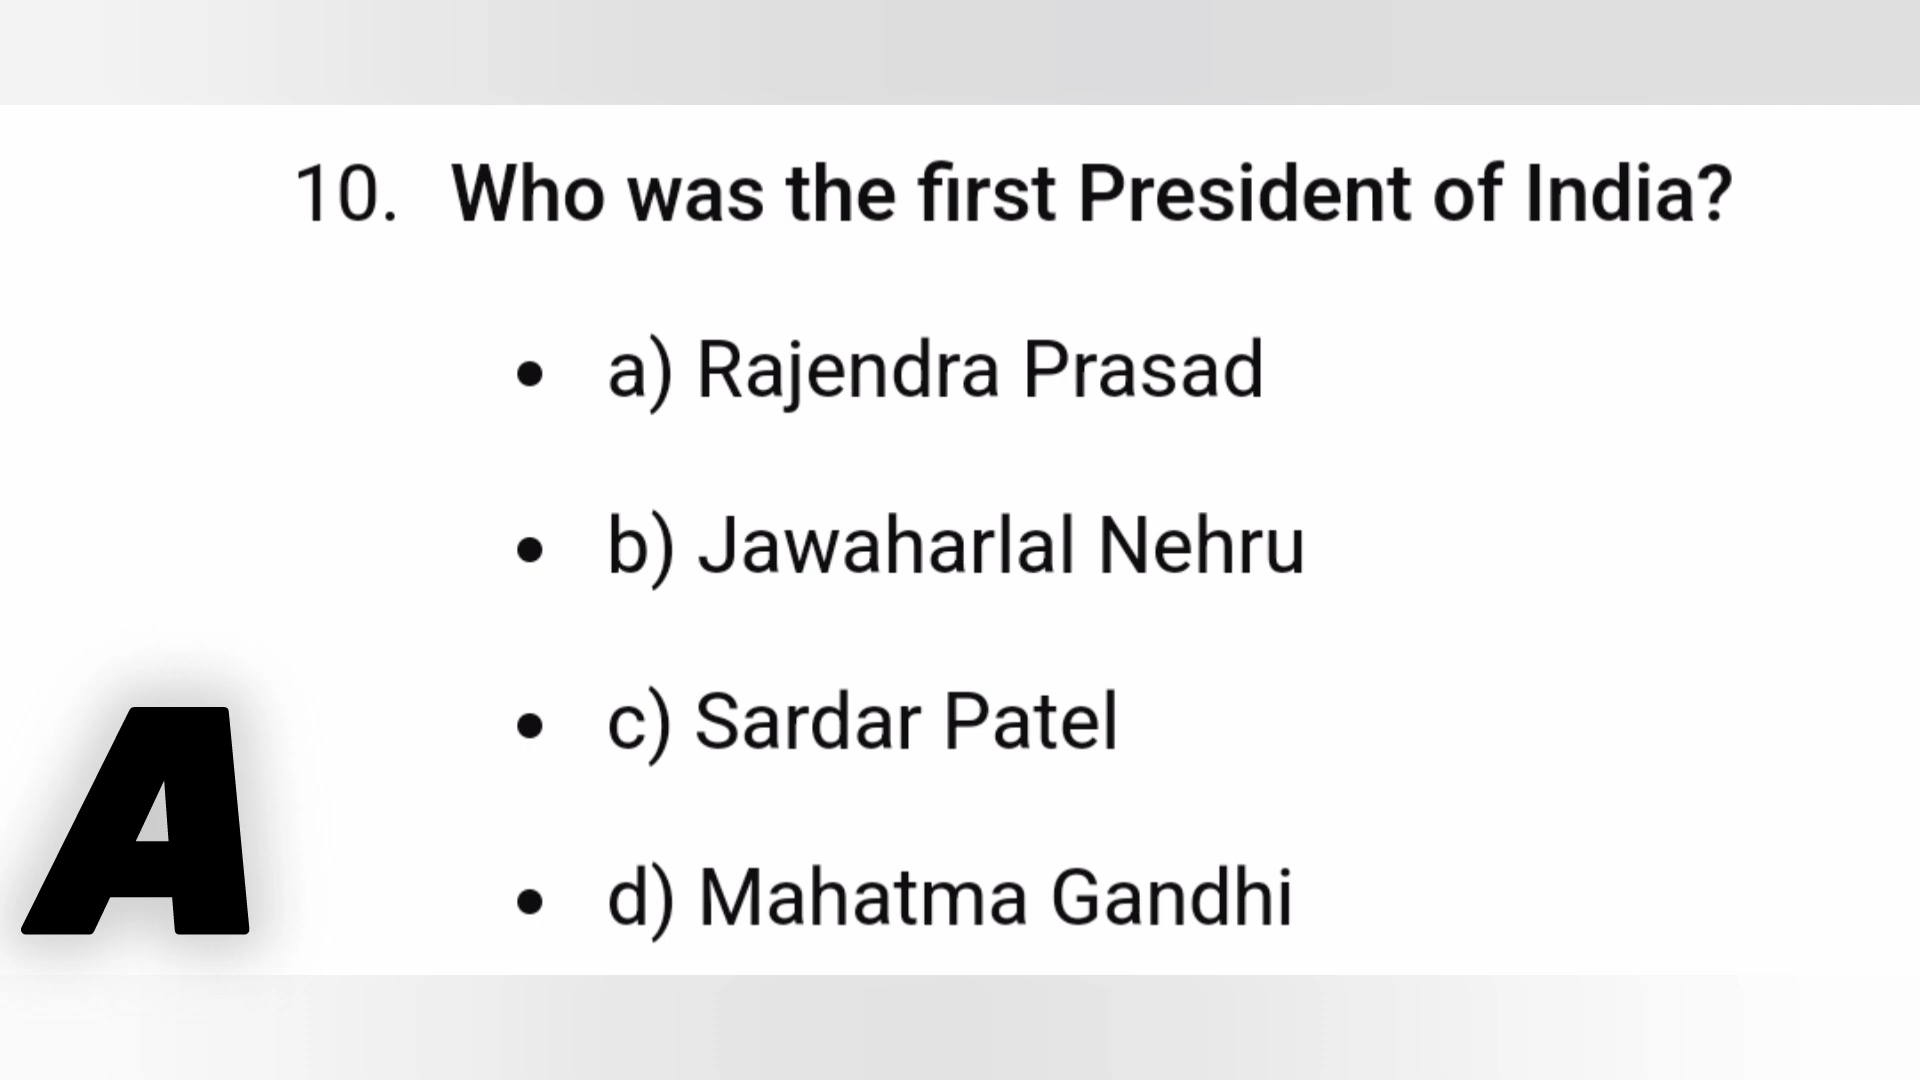 10. Who was the first President of India?
• a) Rajendra Prasad
• b) Jawaharlal Nehru
• c) Sardar Patel
• d) Mahatma Gandhi
A